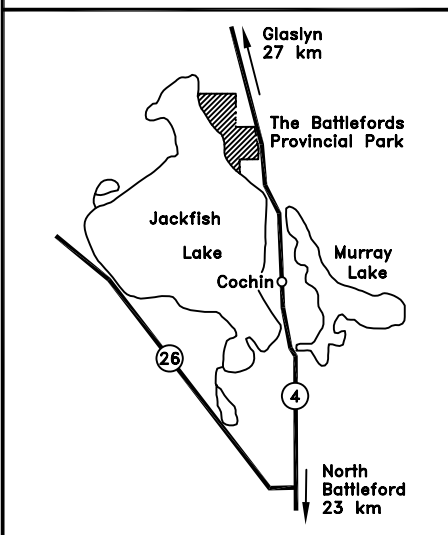 Glaslyn
27 km
The Battlefords
Provincial Park
Jackfish
Lake
Murray
Lake
Cochin
26
4
North
Battleford
23 km